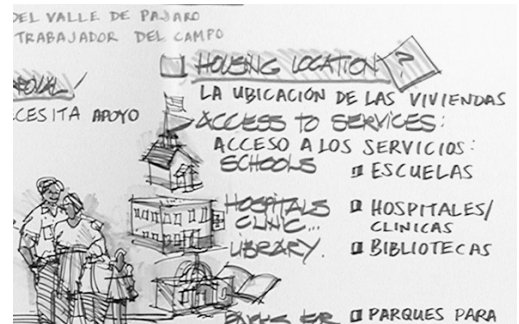 DEL VALLE DE PAJARO
TRABAJADOR DEL CAMPO
HOUSING LOCATION?
LA UBICACIÓN DE LAS VIVIENDAS
NECESITA APOYO
ACCESS TO SERVICES:
ACCESO A LOS SERVICIOS:
SCHOOLS
ESCUELAS
HOSPITALS
CLINIC...
HOSPITALES/
CLINICAS
LIBRARY.
BIBLIOTECAS
PARQUES PARA